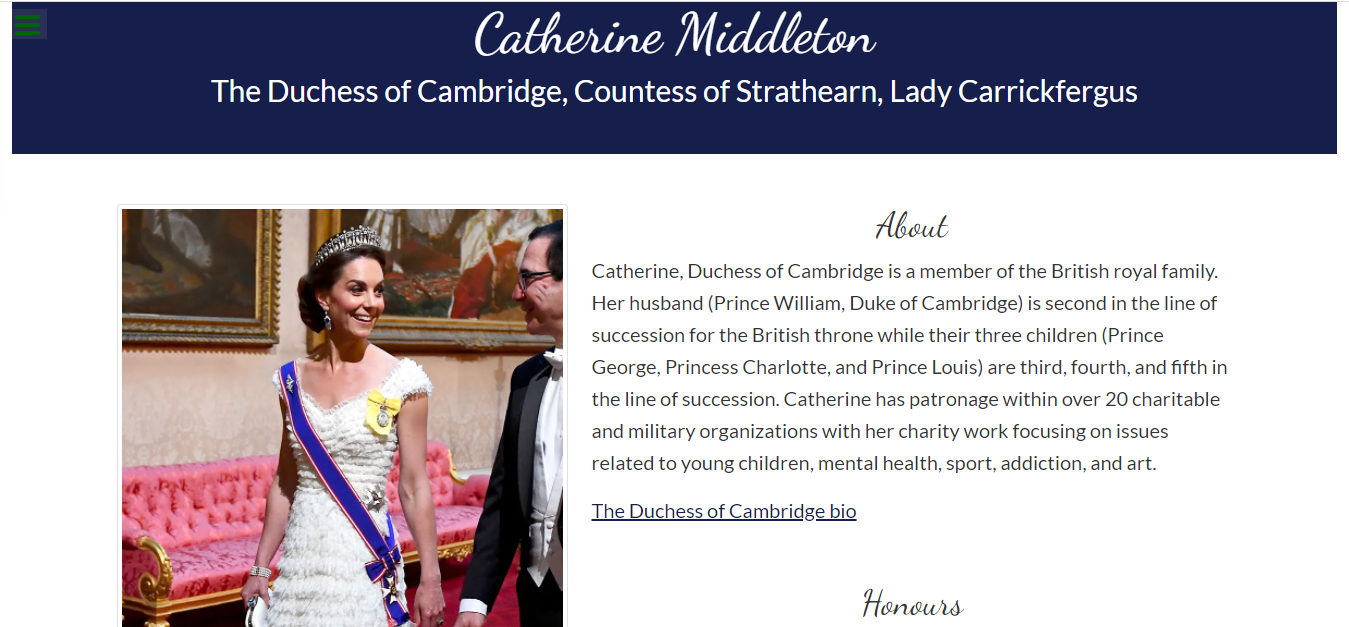 Catherine Middleton
The Duchess of Cambridge, Countess of Strathearn, Lady Carrickfergus
About
Catherine, Duchess of Cambridge is a member of the British royal family.
Her husband (Prince William, Duke of Cambridge) is second in the line of
succession for the British throne while their three children (Prince
George, Princess Charlotte, and Prince Louis) are third, fourth, and fifth in
the line of succession. Catherine has patronage within over 20 charitable
and military organizations with her charity work focusing on issues
related to young children, mental health, sport, addiction, and art.
The Duchess of Cambridge bio
Honours